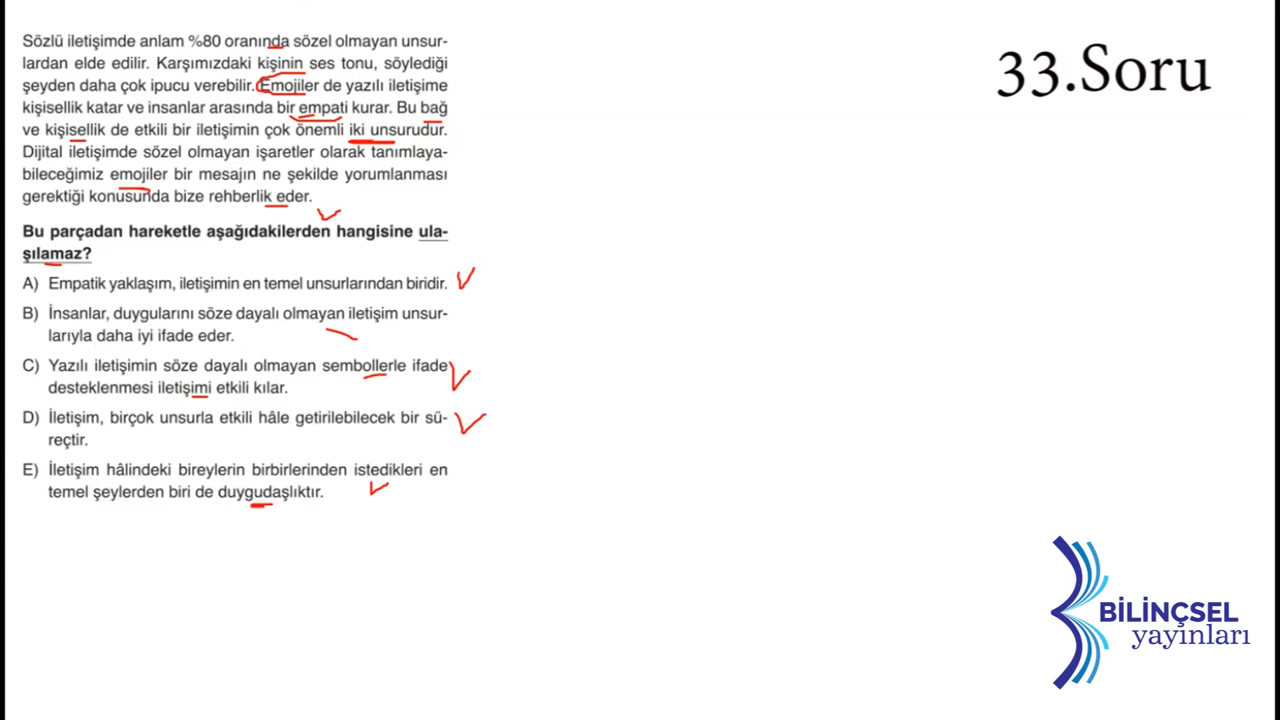 Sözlü iletişimde anlam %80 oranında sözel olmayan unsur-
lardan elde edilir. Karşımızdaki kişinin ses tonu, söylediği
şeyden daha çok ipucu verebilir. Emojiler de yazılı iletişime
kişisellik katar ve insanlar arasında bir empati kurar. Bu bağ
ve kişisellik de etkili bir iletişimin çok önemli iki unsurudur.
Dijital iletişimde sözel olmayan işaretler olarak tanımlaya-
bileceğimiz emojiler bir mesajın ne şekilde yorumlanması
gerektiği konusunda bize rehberlik eder.
Bu parçadan hareketle aşağıdakilerden hangisine ula-
şılamaz?
A) Empatik yaklaşım, iletişimin en temel unsurlarından biridir.
B) İnsanlar, duygularını söze dayalı olmayan iletişim unsur-
larıyla daha iyi ifade eder.
C) Yazılı iletişimin söze dayalı olmayan sembollerle ifade
desteklenmesi iletişimi etkili kılar.
D) İletişim, birçok unsurla etkili hâle getirilebilecek bir sü-
reçtir.
E) İletişim hâlindeki bireylerin birbirlerinden istedikleri en
temel şeylerden biri de duygudaşlıktır.
33.Soru
BİLİNÇSEL
yayınları